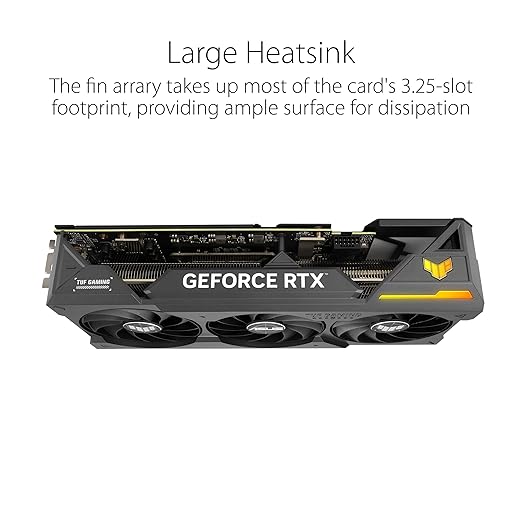 Large Heatsink
The fin arrary takes up most of the card's 3.25-slot
footprint, providing ample surface for dissipation
TUF GAMING
GEFORCE RTX